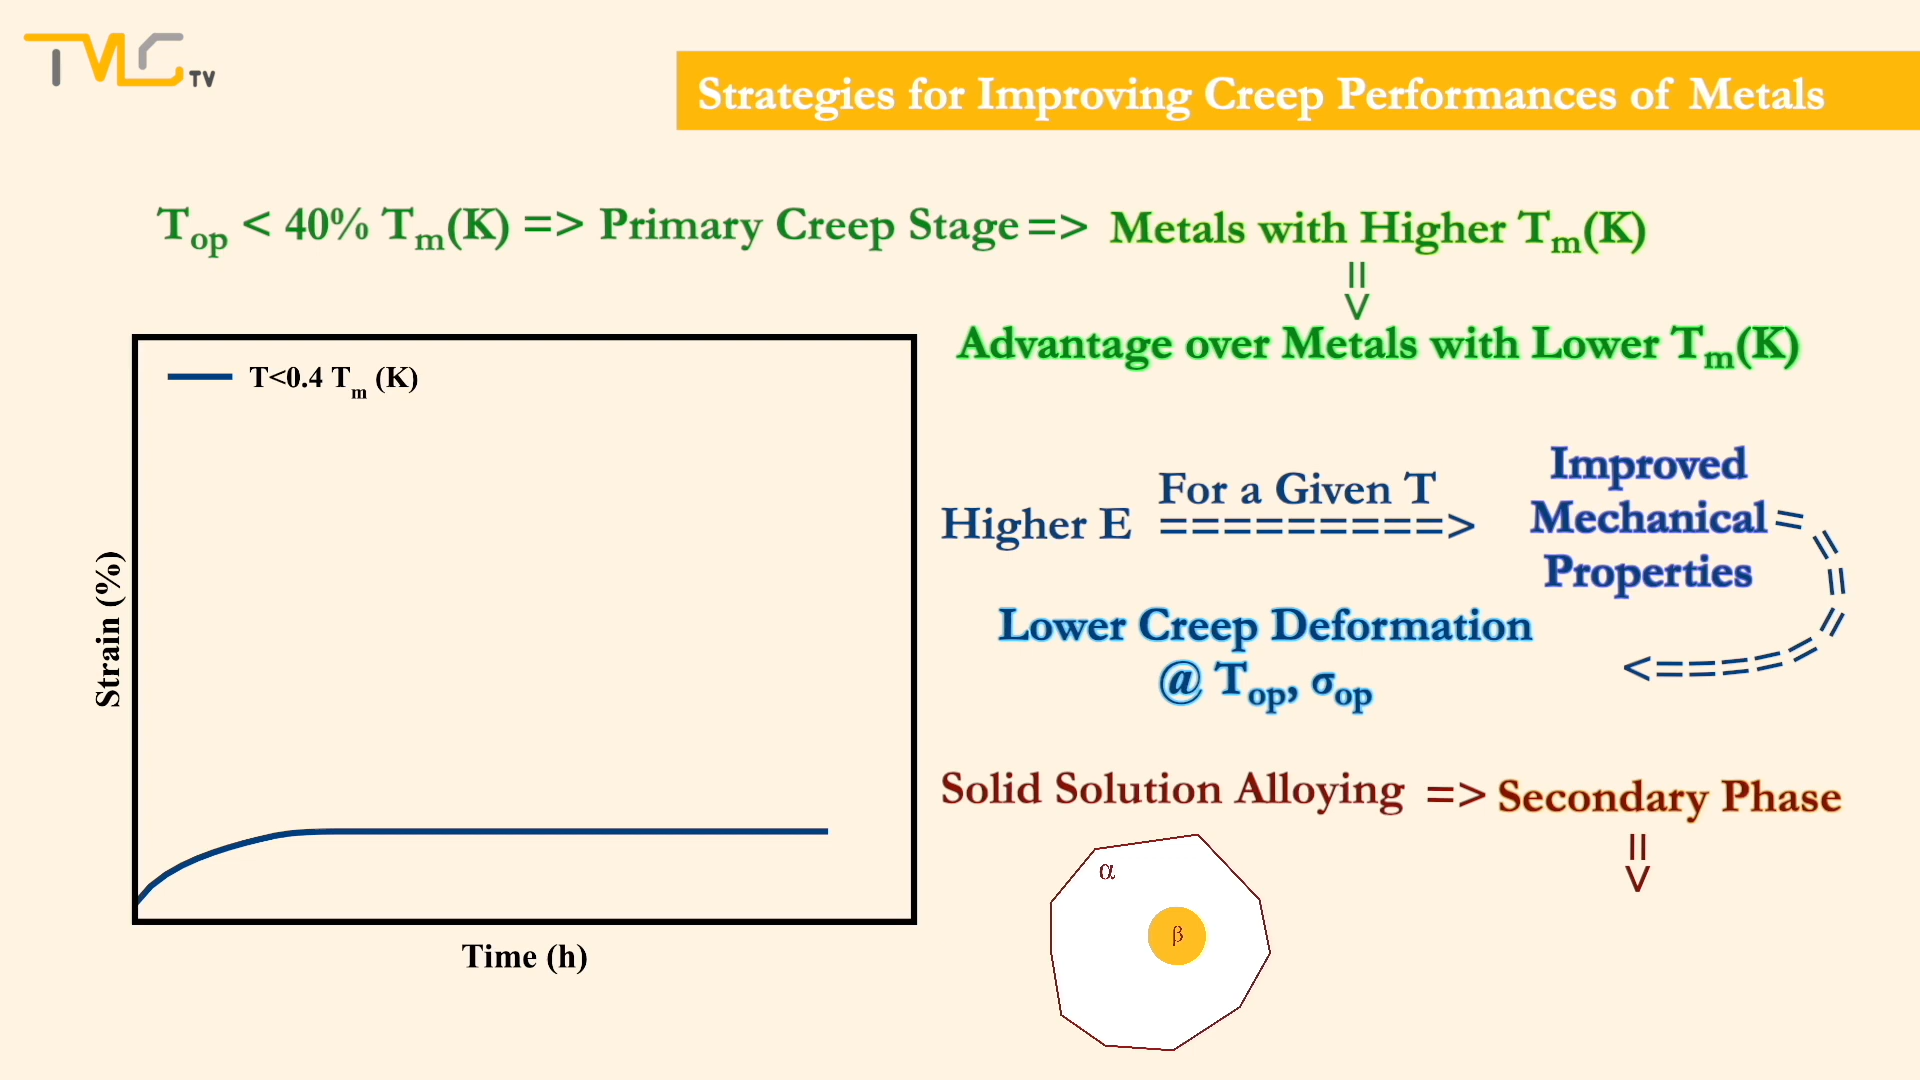 TMC TV
Strategies for Improving Creep Performances of Metals
Top < 40% Tm(K) => Primary Creep Stage => Metals with Higher Tm(K)
=>
Advantage over Metals with Lower Tm(K)
T<0.4 Tm (K)
Strain (%)
Time (h)
Higher E
For a Given T
=========>
Improved
Mechanical
Properties
Lower Creep Deformation
@ Top, σop
Solid Solution Alloying => Secondary Phase
=>
α
β